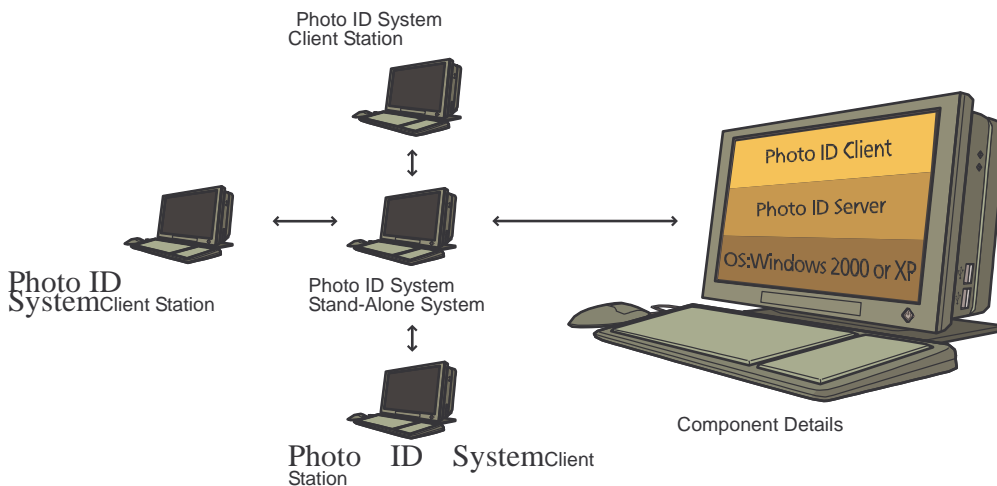 Photo ID System
Client Station
Photo ID Client
Photo ID Server
OS:Windows 2000 or XP
Photo ID
SystemClient Station
Photo ID System
Stand-Alone System
Component Details
Photo ID SystemClient
Station